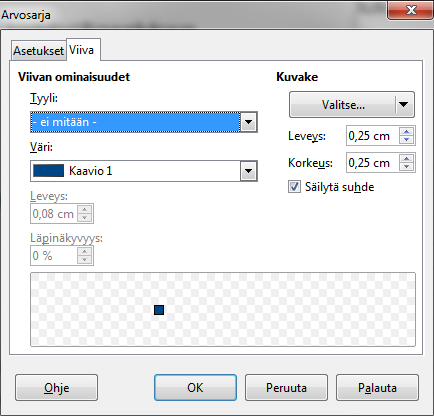 Arvosarja
Asetukset Viiva
Viivan ominaisuudet
Tyyli:
- ei mitään -
Väri:
Kaavio 1
Leveys:
0,08 cm
Läpinäkyvyys:
0 %
Kuvake
Valitse...
Leveys: 0,25 cm
Korkeus: 0,25 cm
Säilytä suhde
Ohje OK Peruuta Palauta